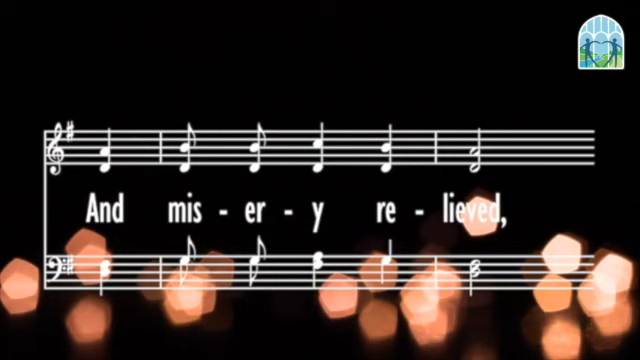 And mis - er - y re - lieved,